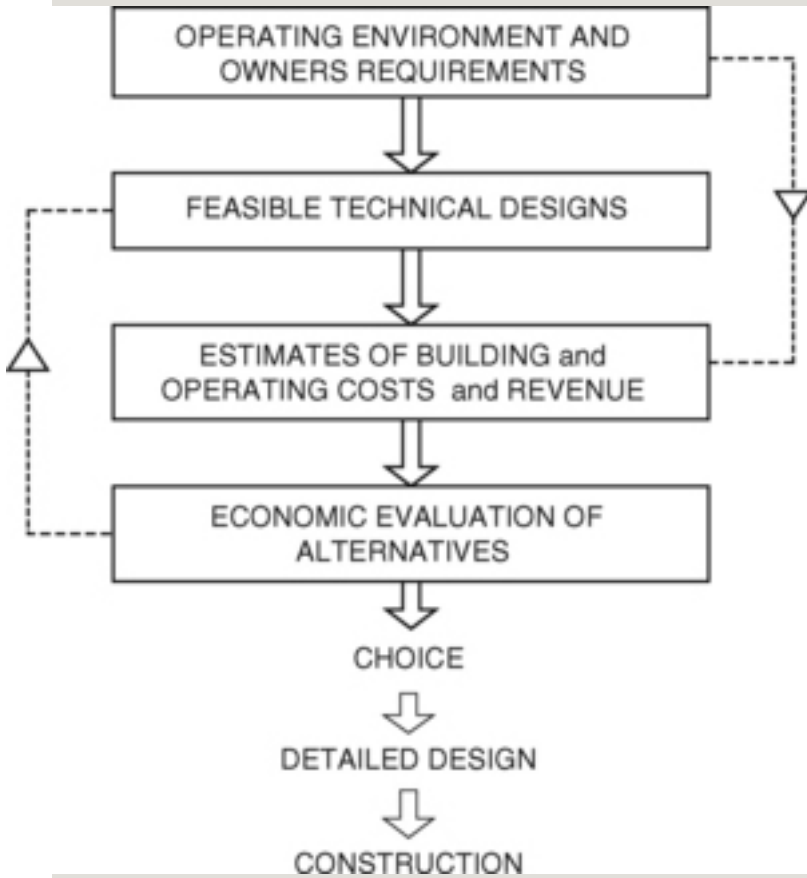 OPERATING ENVIRONMENT AND
OWNERS REQUIREMENTS
FEASIBLE TECHNICAL DESIGNS
ESTIMATES OF BUILDING and
OPERATING COSTS and REVENUE
ECONOMIC EVALUATION OF
ALTERNATIVES
CHOICE
DETAILED DESIGN
CONSTRUCTION